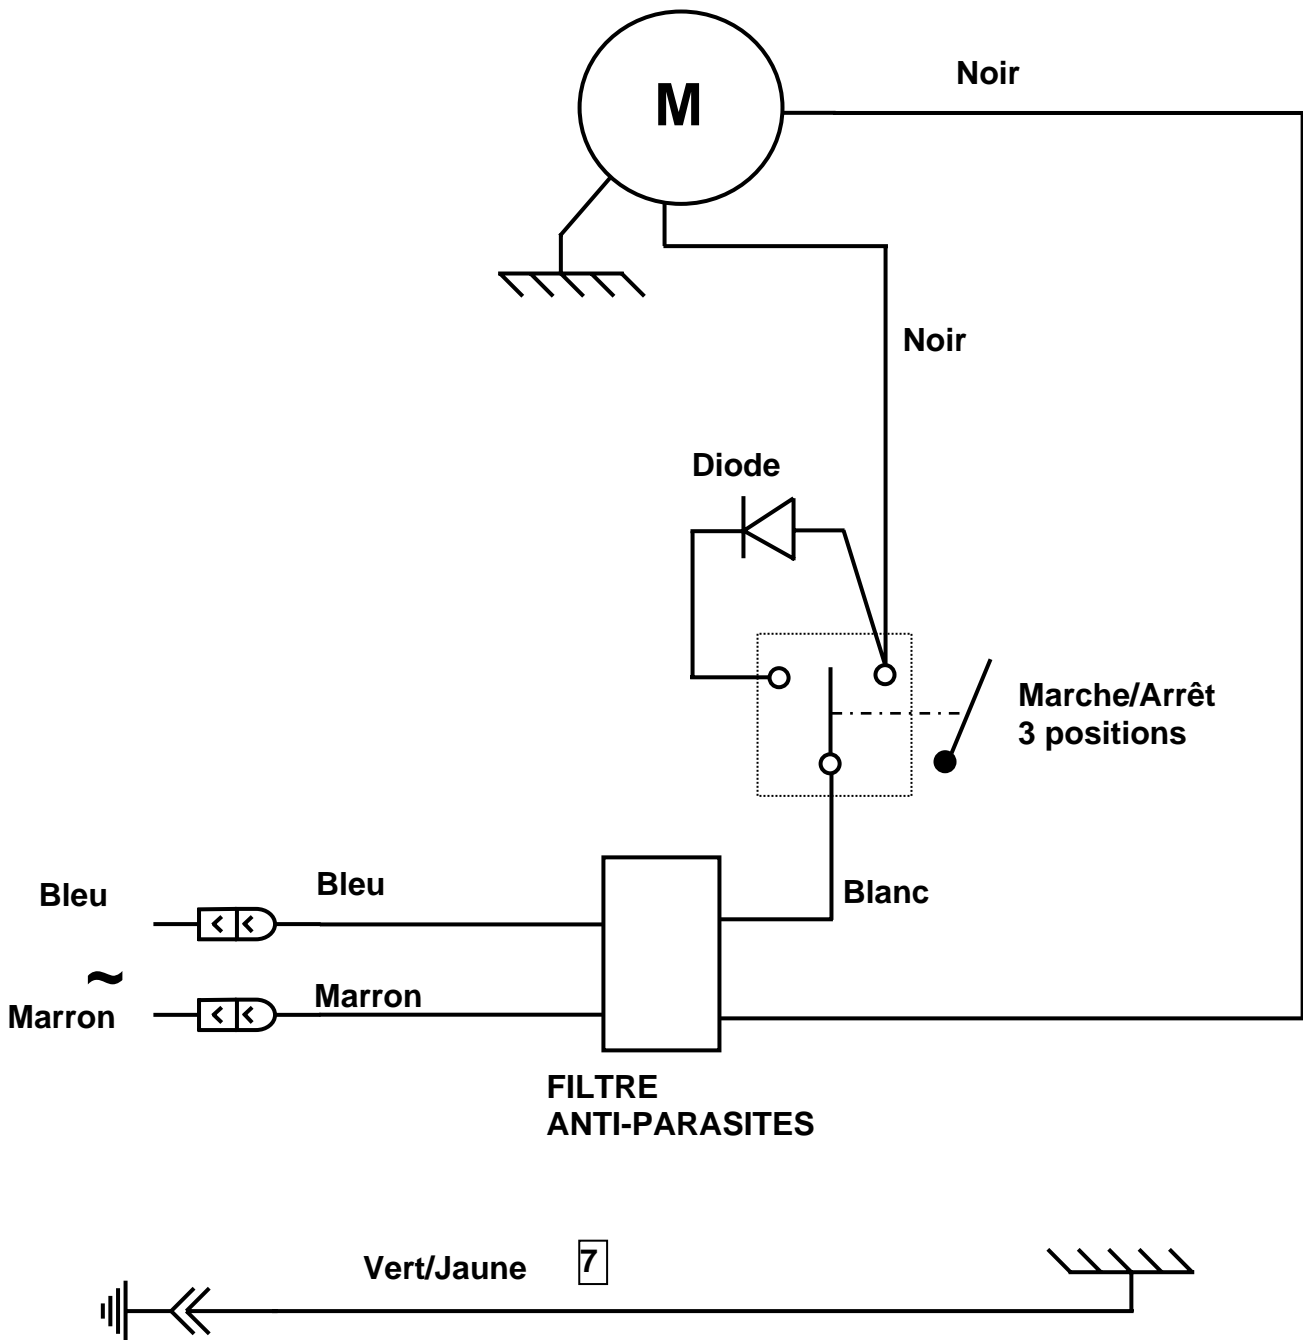 M
Noir
Noir
Diode
Marche/Arrêt
3 positions
Bleu
Bleu
Blanc
~
Marron
Marron
FILTRE
ANTI-PARASITES
Vert/Jaune 7